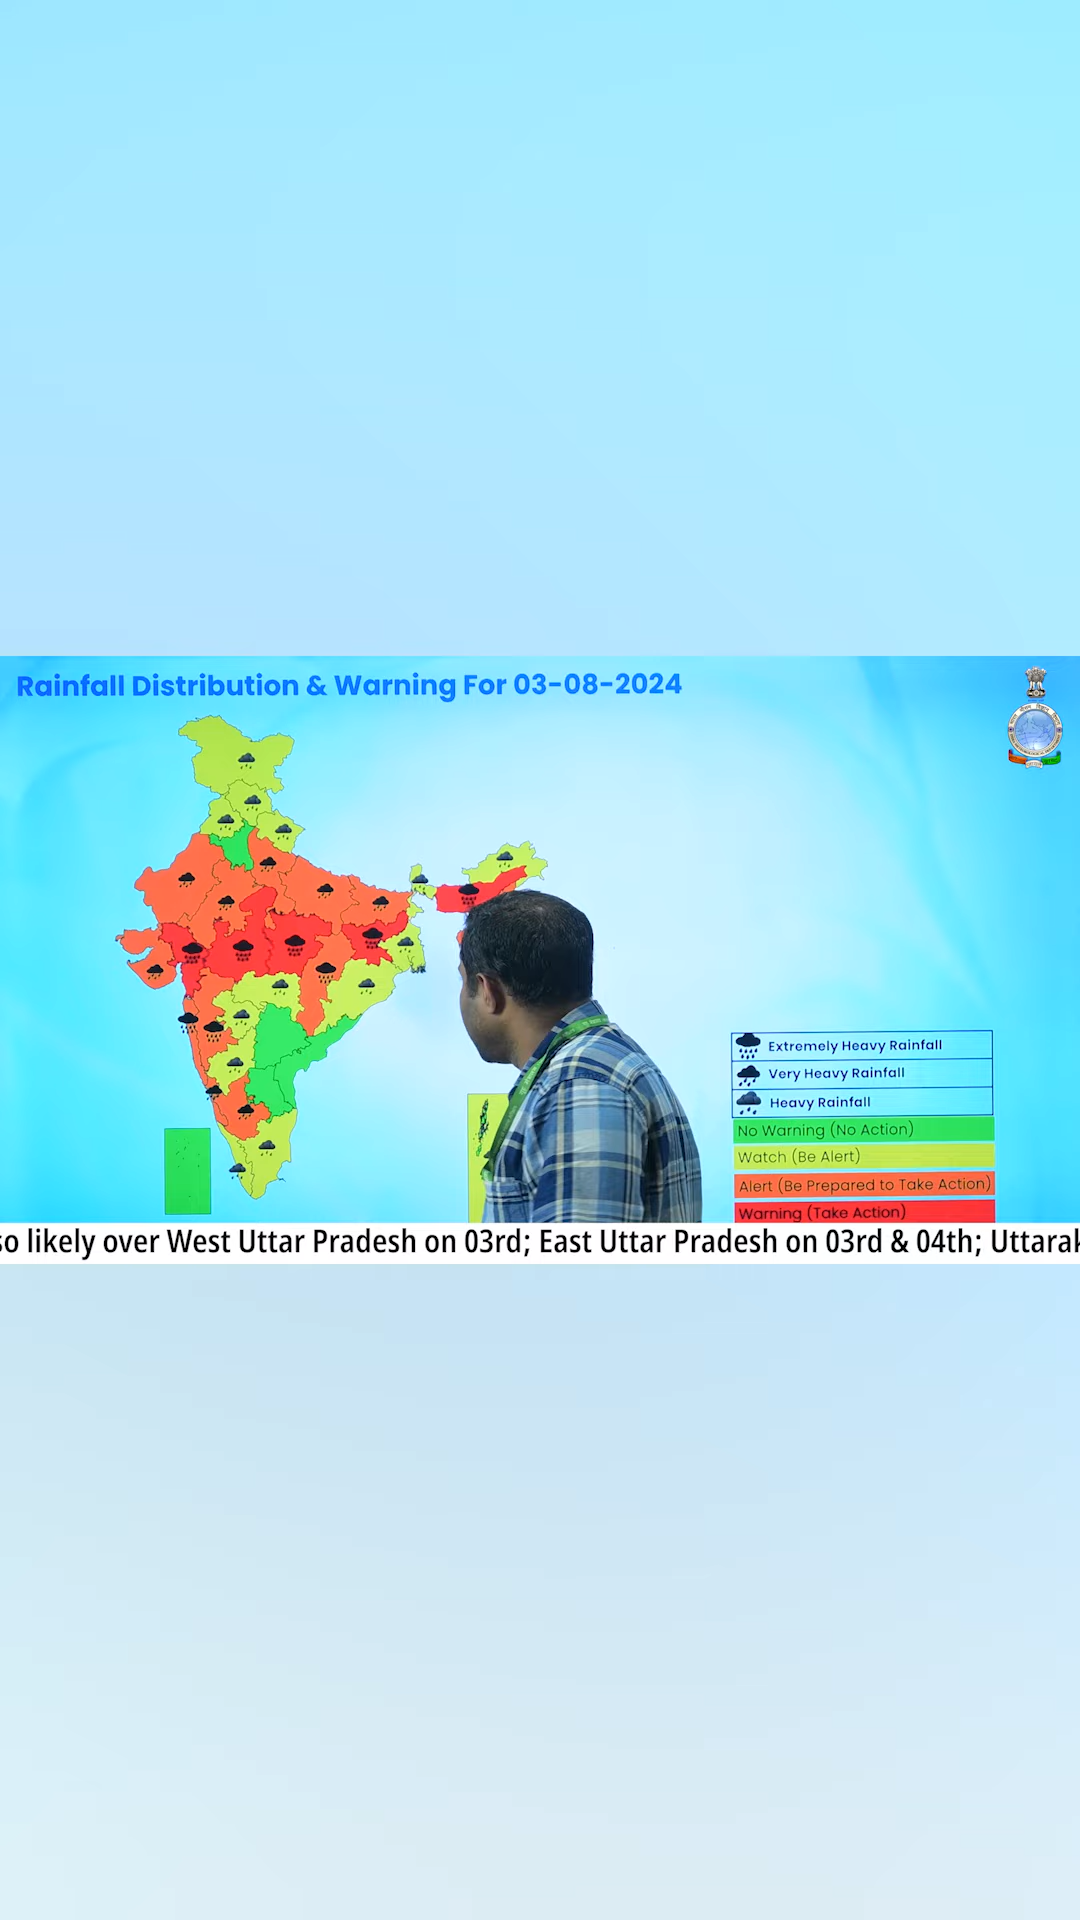 Rainfall Distribution & Warning For 03-08-2024
Extremely Heavy Rainfall
Very Heavy Rainfall
Heavy Rainfall
No Warning (No Action)
Watch (Be Alert)
Alert (Be Prepared to Take Action)
Warning (Take Action)
so likely over West Uttar Pradesh on 03rd; East Uttar Pradesh on 03rd & 04th; Uttarak